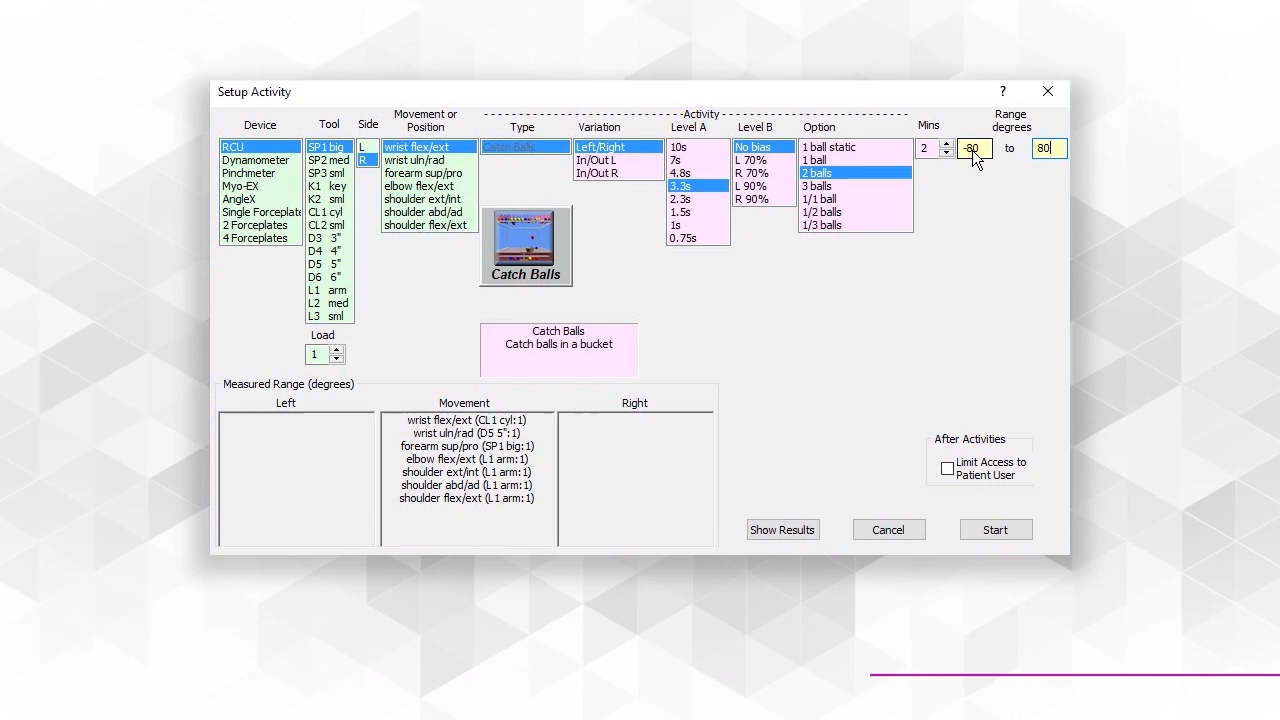 Setup Activity
?
Device
RCU
Dynamometer
Pinchmeter
Myo-EX
AngleX
Single Forceplate
2 Forceplates
4 Forceplates
Tool
SP1 big
SP2 med
SP3 sml
K1 key
K2 sml
CL1 cyl
CL2 sml
D3 3"
D4 4"
D5 5"
D6 6"
L1 arm
L2 med
L3 sml
Load
1
Side
L
R
Movement or
Position
wrist flex/ext
wrist uln/rad
forearm sup/pro
elbow flex/ext
shoulder ext/int
shoulder abd/ad
shoulder flex/ext
Activity
Type
Catch Balls
Catch Balls
Catch Balls
Catch balls in a bucket
Variation
Left/Right
In/Out L
In/Out R
Level A
10s
7s
4.8s
3.3s
2.3s
1.5s
1s
0.75s
Level B
No bias
L 70%
R 70%
L 90%
R 90%
Option
1 ball static
1 ball
2 balls
3 balls
1/1 ball
1/2 balls
1/3 balls
Mins
2
Range
degrees
-80 to 80
Measured Range (degrees)
Left
Movement
wrist flex/ext (CL1 cyl:1)
wrist uln/rad (D5 5":1)
forearm sup/pro (SP1 big:1)
elbow flex/ext (L1 arm:1)
shoulder ext/int (L1 arm:1)
shoulder abd/ad (L1 arm:1)
shoulder flex/ext (L1 arm:1)
Right
After Activities
Limit Access to
Patient User
Show Results
Cancel
Start